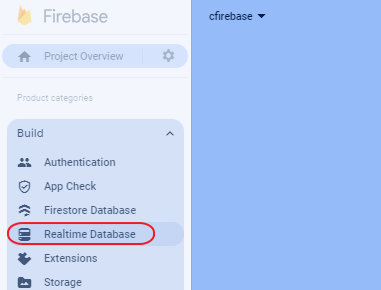 Firebase
cfirebase
Project Overview
Product categories
Build
Authentication
App Check
Firestore Database
Realtime Database
Extensions
Storage